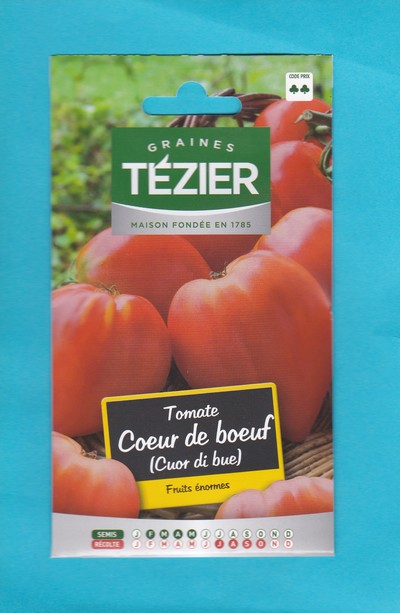 CODE PRIX
GRAINES
TÉZIER
MAISON FONDÉE EN 1785
Tomate
Coeur de boeuf
(Cuor di bue)
Fruits énormes
SEMIS J F M A M J J A S O N D
RÉCOLTE J F M A M J J A S O N D